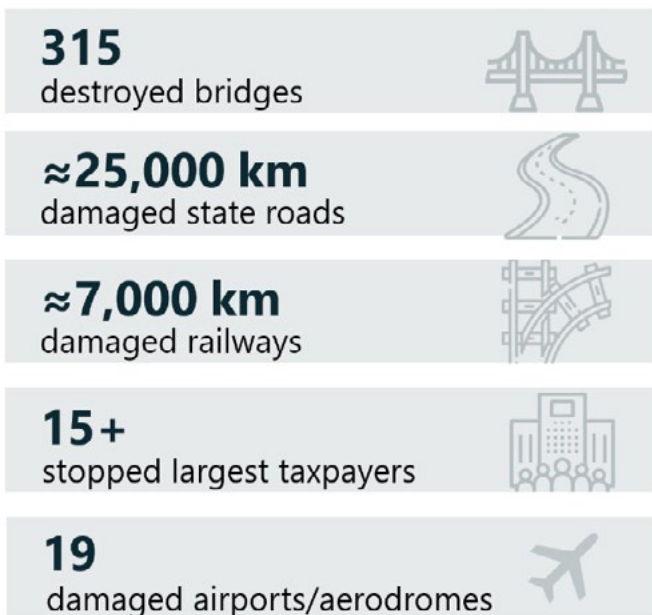 315
destroyed bridges
≈25,000 km
damaged state roads
≈7,000 km
damaged railways
15+
stopped largest taxpayers
19
damaged airports/aerodromes